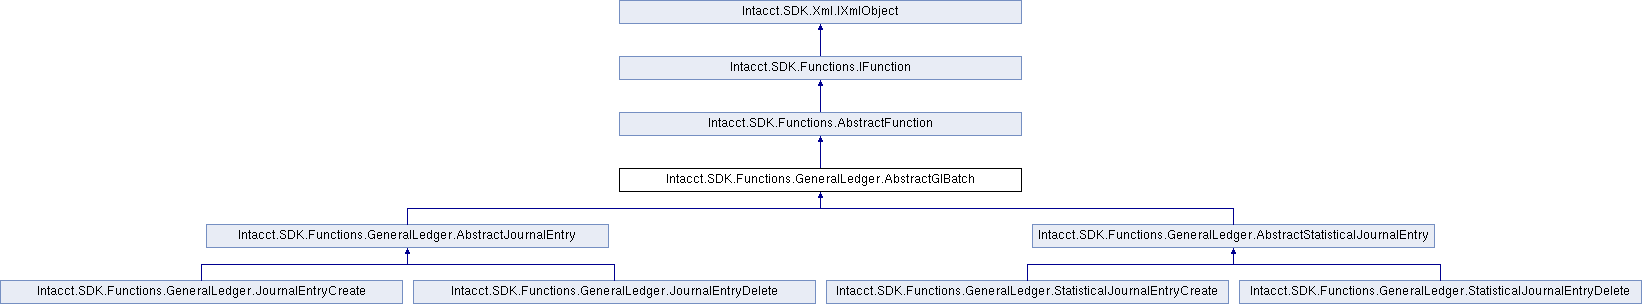 Intacct.SDK.Xml.IXmlObject
Intacct.SDK.Functions.IFunction
Intacct.SDK.Functions.AbstractFunction
Intacct.SDK.Functions.GeneralLedger.AbstractGlBatch
Intacct.SDK.Functions.GeneralLedger.AbstractJournalEntry
Intacct.SDK.Functions.GeneralLedger.AbstractStatisticalJournalEntry
Intacct.SDK.Functions.GeneralLedger.JournalEntryCreate
Intacct.SDK.Functions.GeneralLedger.JournalEntryDelete
Intacct.SDK.Functions.GeneralLedger.StatisticalJournalEntryCreate
Intacct.SDK.Functions.GeneralLedger.StatisticalJournalEntryDelete